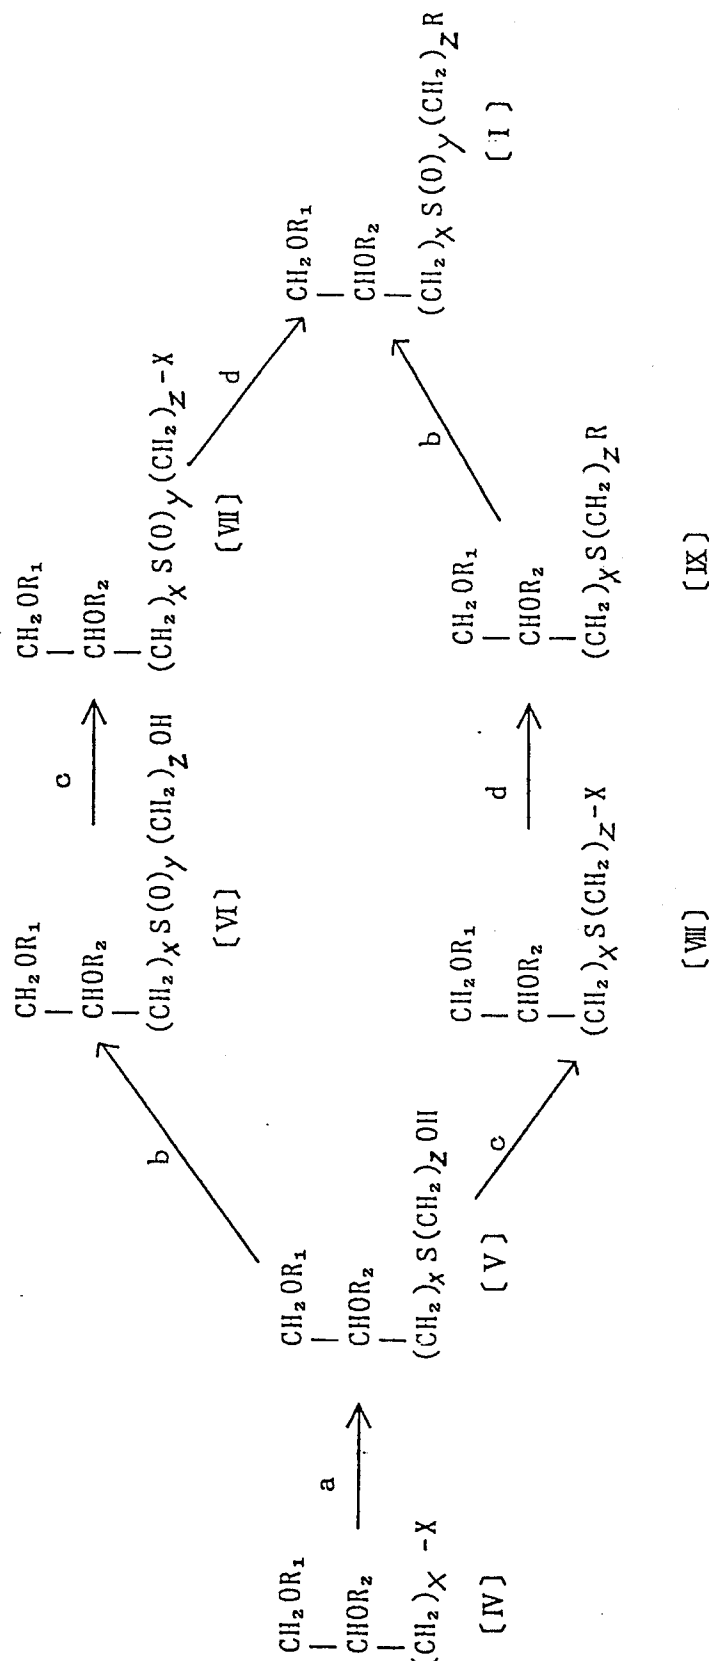 CH₂OR₁
|
CHOR₂
|
(CH₂)x-X
[IV]
a
CH₂OR₁
|
CHOR₂
|
(CH₂)xS(CH₂)zOH
[V]
b
CH₂OR₁
|
CHOR₂
|
(CH₂)xS(O)y(CH₂)zOH
[VI]
c
CH₂OR₁
|
CHOR₂
|
(CH₂)xS(O)y(CH₂)z-X
[VII]
d
c
CH₂OR₁
|
CHOR₂
|
(CH₂)xS(CH₂)z-X
[VIII]
d
CH₂OR₁
|
CHOR₂
|
(CH₂)xS(CH₂)zR
[IX]
b
CH₂OR₁
|
CHOR₂
|
(CH₂)xS(O)y(CH₂)zR
[I]